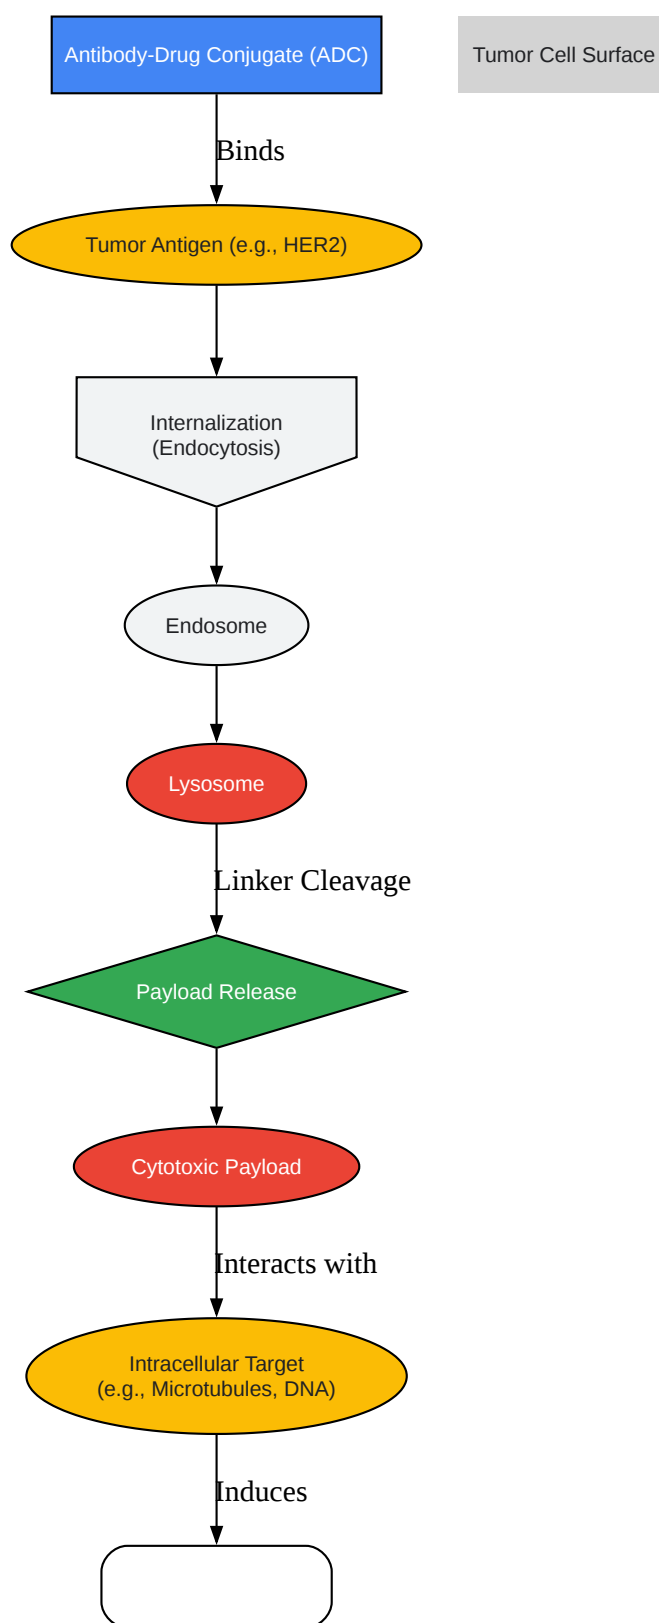 Antibody-Drug Conjugate (ADC)
Tumor Cell Surface
Binds
Tumor Antigen (e.g., HER2)
Internalization
(Endocytosis)
Endosome
Lysosome
Linker Cleavage
Payload Release
Cytotoxic Payload
Interacts with
Intracellular Target
(e.g., Microtubules, DNA)
Induces